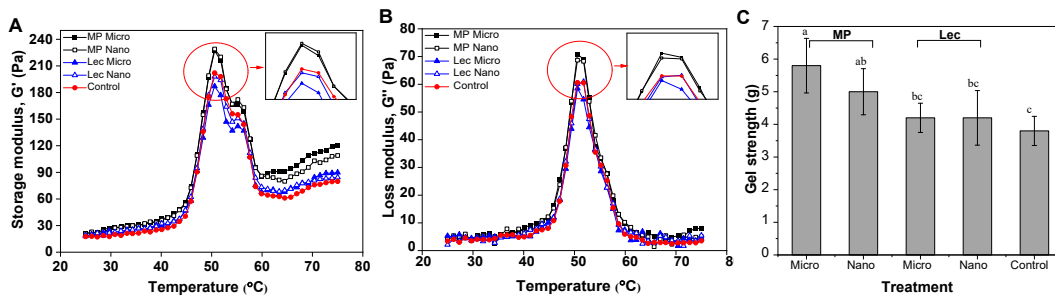 A
Storage modulus, G' (Pa)
240
210
180
150
120
90
60
30
0
MP Micro
MP Nano
Lec Micro
Lec Nano
Control
20 30 40 50 60 70 80
Temperature (ºC)
B
Loss modulus, G'' (Pa)
80
70
60
50
40
30
20
10
0
MP Micro
MP Nano
Lec Micro
Lec Nano
Control
20 30 40 50 60 70 80
Temperature (ºC)
C
Gel strength (g)
7
6
5
4
3
2
1
0
MP Lec
a ab bc bc c
Micro Nano Micro Nano Control
Treatment